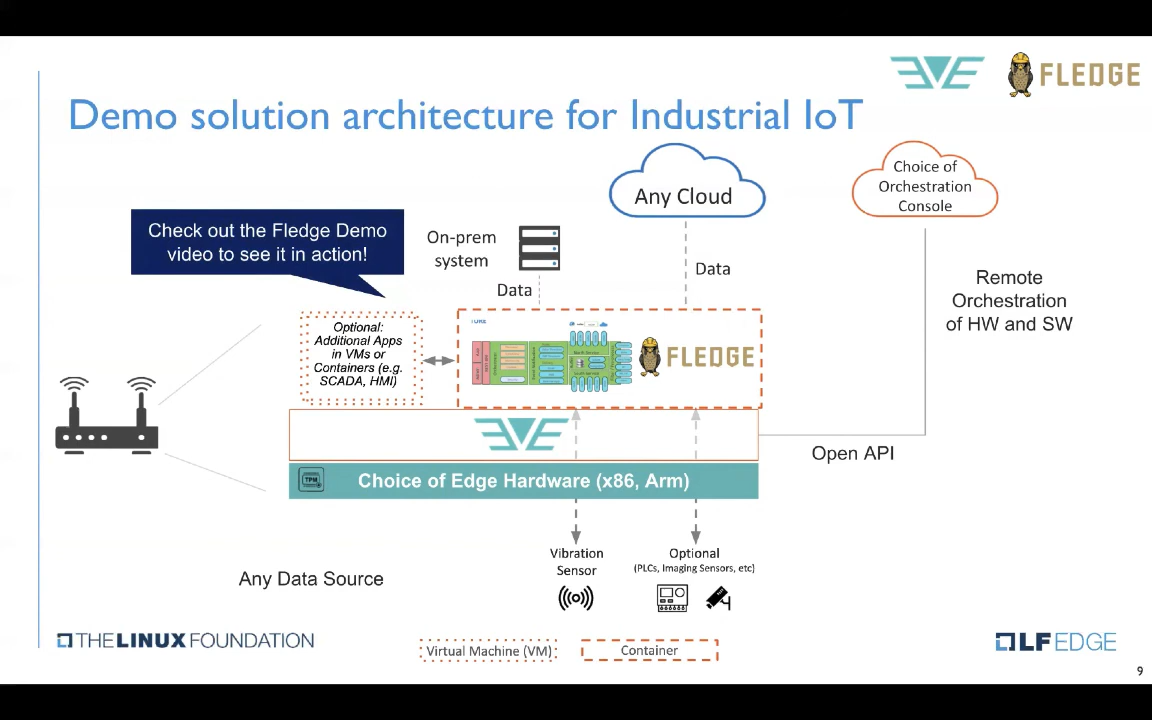 EVE
FLEDGE
Demo solution architecture for Industrial IoT
Any Cloud
Choice of
Orchestration
Console
Check out the Fledge Demo
video to see it in action!
On-prem
system
Data
Data
Remote
Orchestration
of HW and SW
Optional:
Additional Apps
in VMs or
Containers (e.g.
SCADA, HMI)
FLEDGE
EVE
Open API
TPM
Choice of Edge Hardware (x86, Arm)
Vibration
Sensor
Optional
(PLCs, Imaging Sensors, etc)
Any Data Source
THE LINUX FOUNDATION
Virtual Machine (VM)
Container
LF EDGE
9